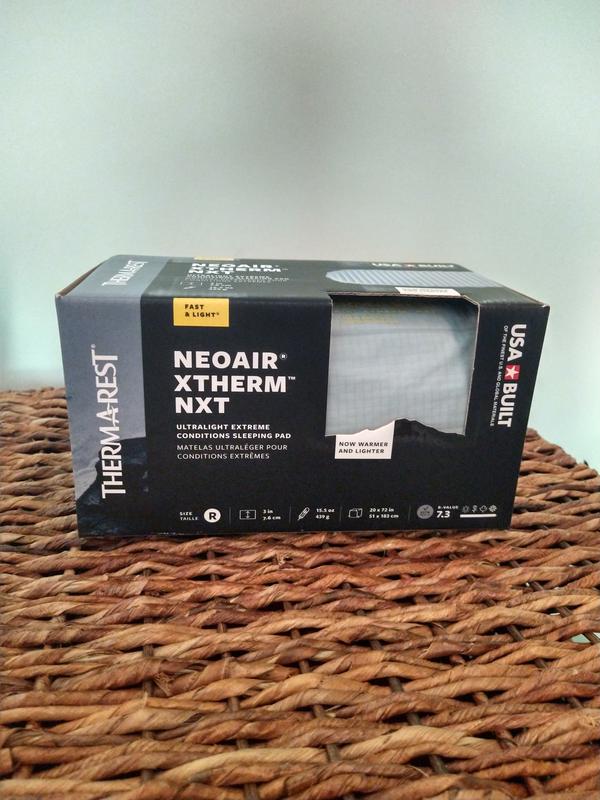 NEOAIR®
XTHERM™
NXT
USA ★ BUILT
THERM-A-REST
THERM-A-REST®
FAST
& LIGHT®
NEOAIR®
XTHERM™
NXT
ULTRALIGHT EXTREME
CONDITIONS SLEEPING PAD
MATELAS ULTRALÉGER POUR
CONDITIONS EXTRÊMES
NOW WARMER
AND LIGHTER
USA ★ BUILT
OF THE FINEST U.S. AND GLOBAL MATERIALS
SIZE
TAILLE
R
3 in
7.6 cm
15.5 oz
439 g
20 x 72 in
51 x 183 cm
R-VALUE
7.3